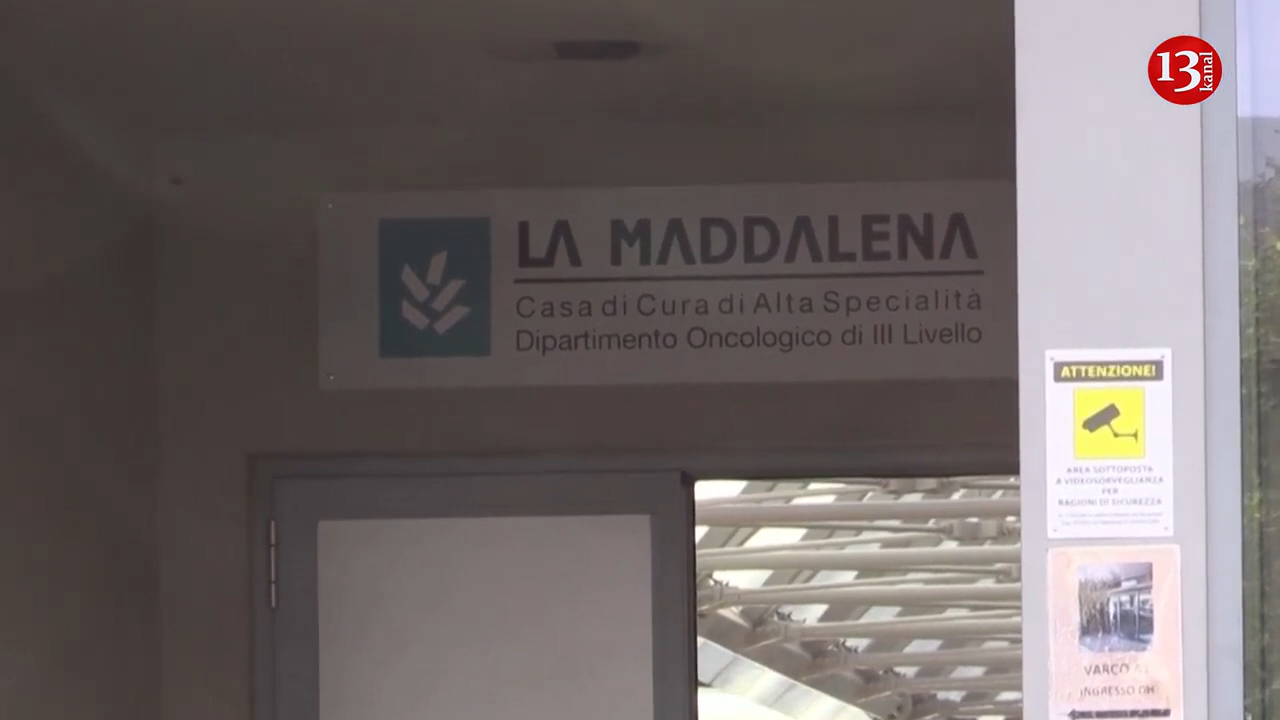 13 kanal
LA MADDALENA
Casa di Cura di Alta Specialità
Dipartimento Oncologico di III Livello
ATTENZIONE!
AREA SOTTOPOSTA
A VIDEOSORVEGLIANZA
PER
RAGIONI DI SICUREZZA
VARCO
INGRESSO